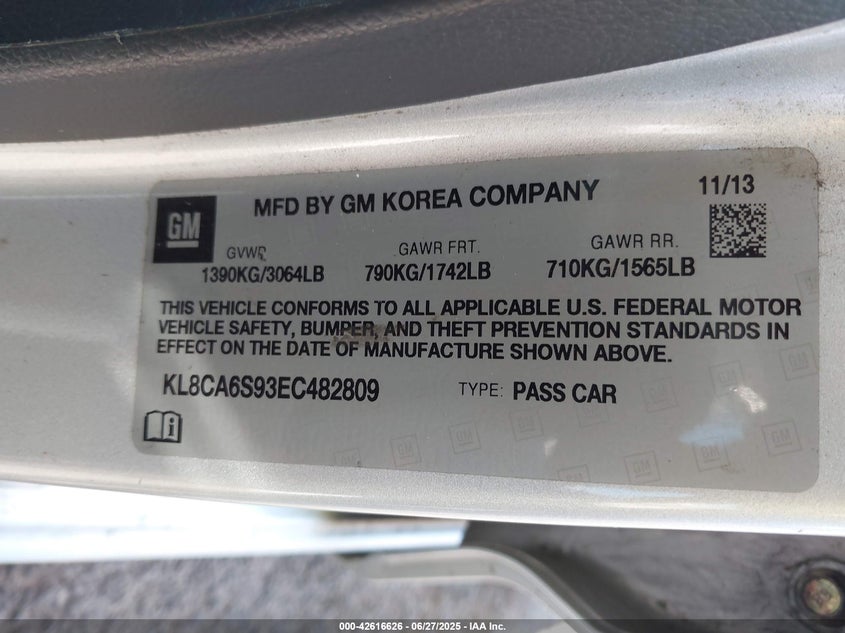 GM
MFD BY GM KOREA COMPANY
11/13
GVWR GAWR FRT. GAWR RR.
1390KG/3064LB 790KG/1742LB 710KG/1565LB
THIS VEHICLE CONFORMS TO ALL APPLICABLE U.S. FEDERAL MOTOR
VEHICLE SAFETY, BUMPER, AND THEFT PREVENTION STANDARDS IN
EFFECT ON THE DATE OF MANUFACTURE SHOWN ABOVE.
KL8CA6S93EC482809 TYPE: PASS CAR
000-42616626 - 06/27/2025 - IAA Inc.